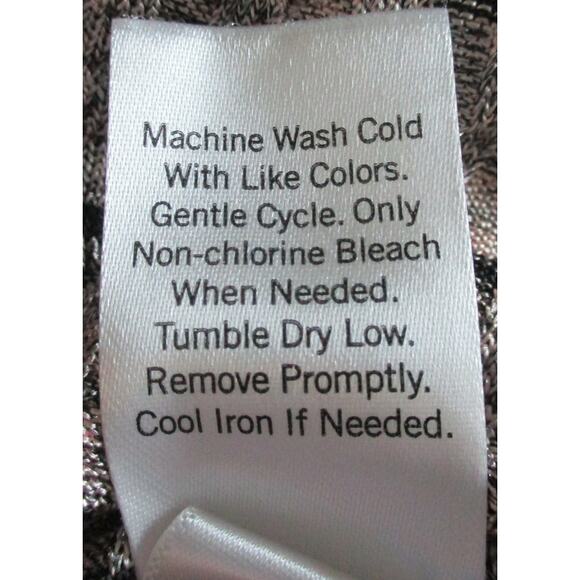 Machine Wash Cold
With Like Colors.
Gentle Cycle. Only
Non-chlorine Bleach
When Needed.
Tumble Dry Low.
Remove Promptly.
Cool Iron If Needed.